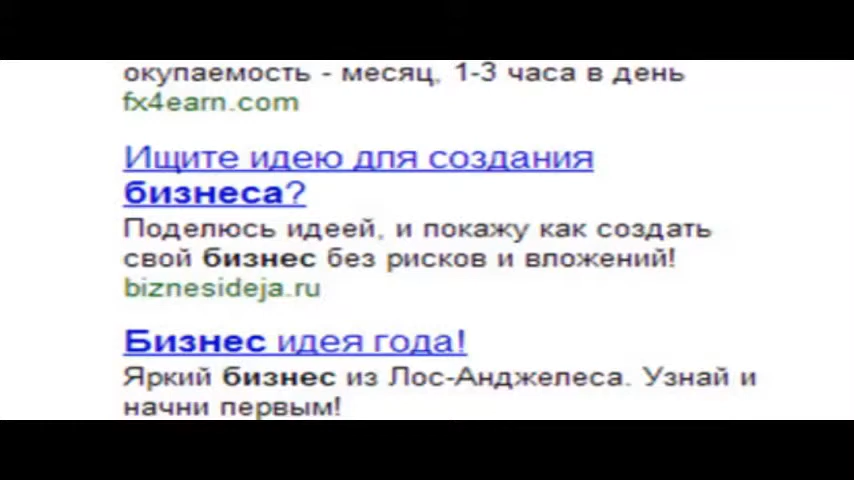 окупаемость - месяц, 1-3 часа в день
fx4earn.com
Ищите идею для создания
бизнеса?
Поделюсь идеей, и покажу как создать
свой бизнес без рисков и вложений!
biznesideja.ru
Бизнес идея года!
Яркий бизнес из Лос-Анджелеса. Узнай и
начни первым!